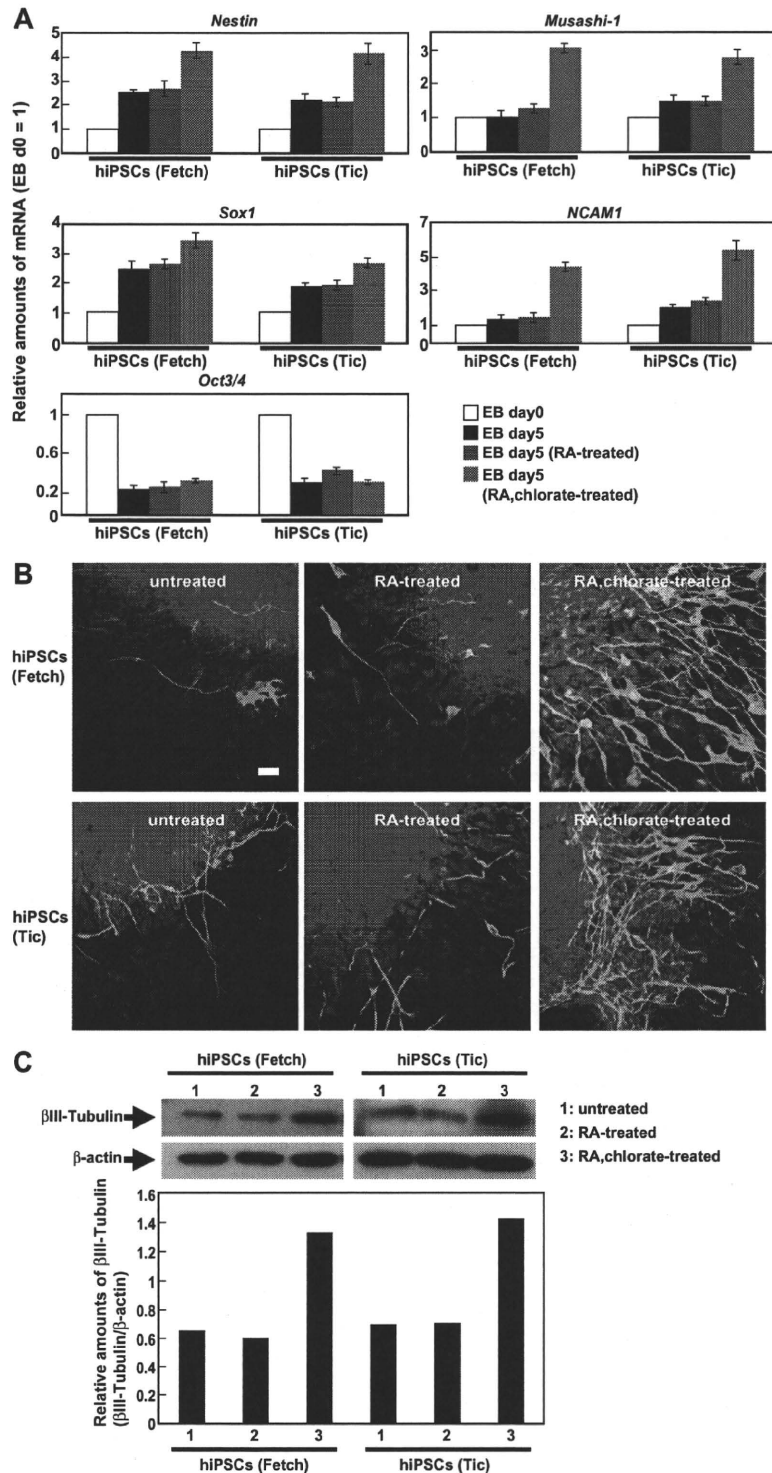 A
Relative amounts of mRNA (EB d0 = 1)
Nestin
5
4
3
2
1
0
hiPSCs (Fetch)
hiPSCs (Tic)
Musashi-1
3
2
1
0
hiPSCs (Fetch)
hiPSCs (Tic)
Sox1
4
3
2
1
0
hiPSCs (Fetch)
hiPSCs (Tic)
NCAM1
7
5
3
1
0
hiPSCs (Fetch)
hiPSCs (Tic)
Oct3/4
1
0.6
0.2
0
hiPSCs (Fetch)
hiPSCs (Tic)
EB day0
EB day5
EB day5 (RA-treated)
EB day5
(RA,chlorate-treated)
B
hiPSCs
(Fetch)
untreated
RA-treated
RA,chlorate-treated
hiPSCs
(Tic)
untreated
RA-treated
RA,chlorate-treated
C
hiPSCs (Fetch)
hiPSCs (Tic)
1 2 3
1 2 3
βIII-Tubulin
β-actin
1: untreated
2: RA-treated
3: RA,chlorate-treated
Relative amounts of βIII-Tubulin
(βIII-Tubulin/β-actin)
1.6
1.4
1.2
1
0.8
0.6
0.4
0.2
0
1 2 3 1 2 3
hiPSCs (Fetch)
hiPSCs (Tic)